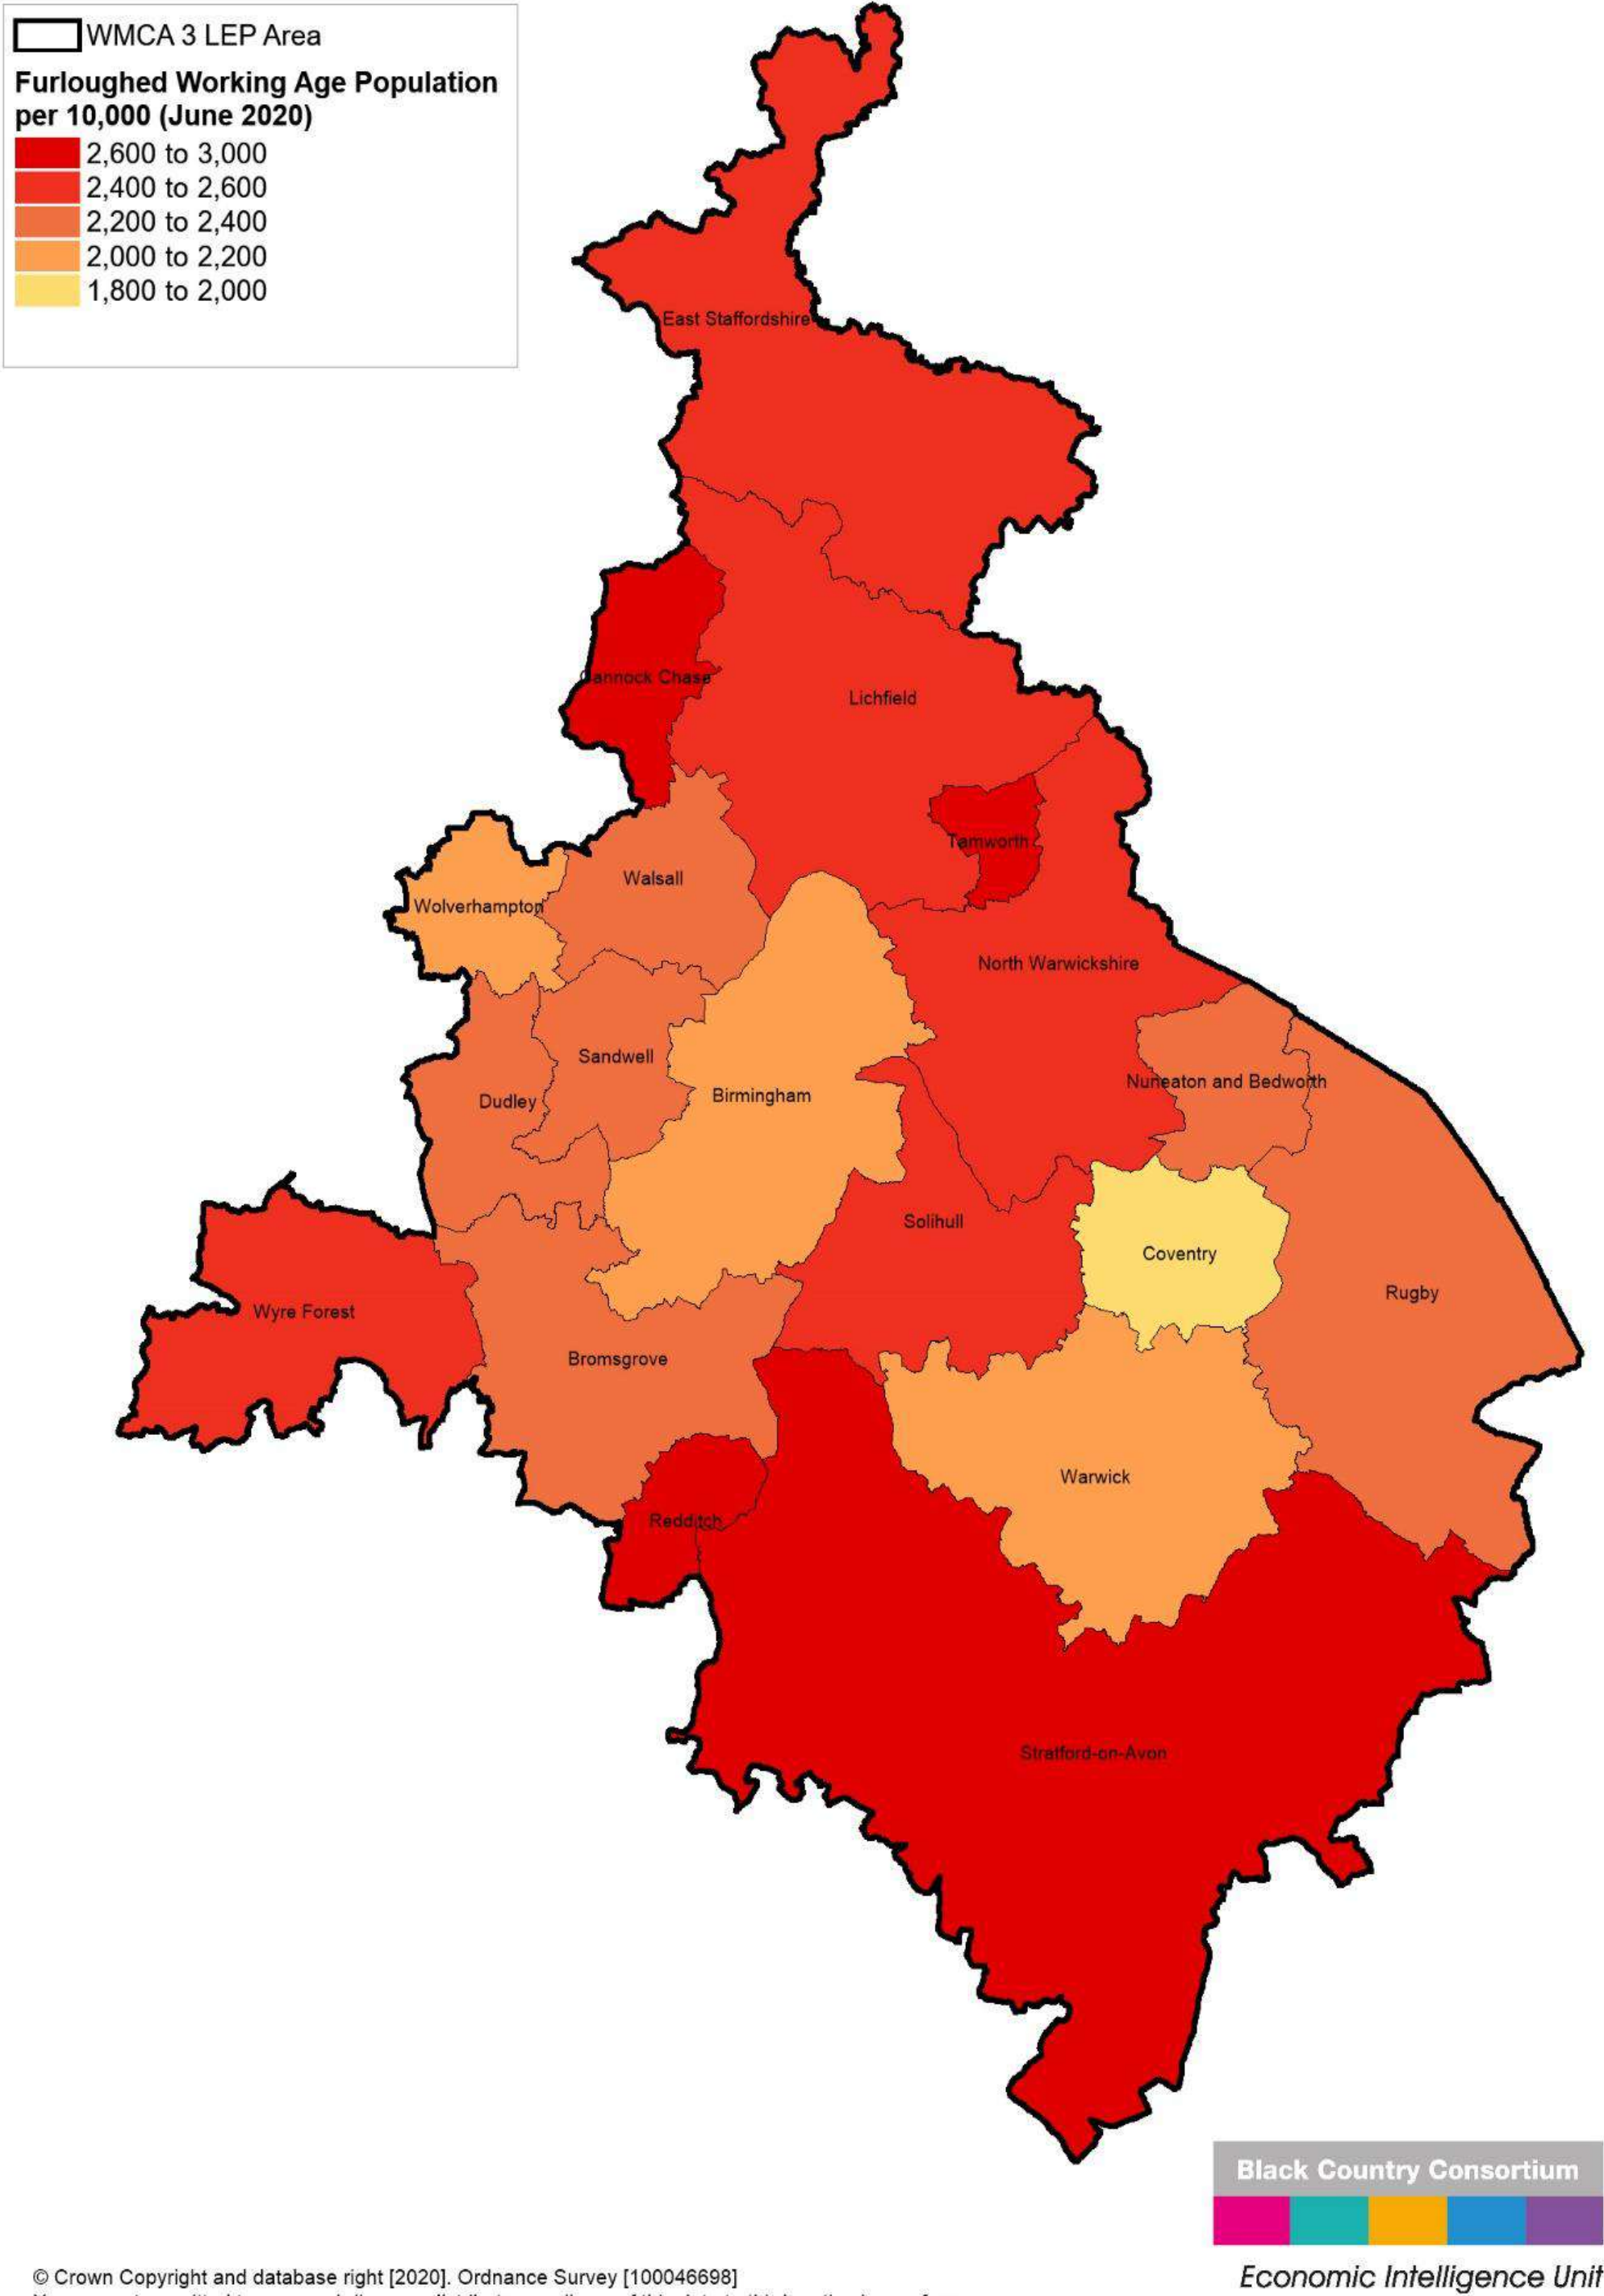 WMCA 3 LEP Area
Furloughed Working Age Population
per 10,000 (June 2020)
2,600 to 3,000
2,400 to 2,600
2,200 to 2,400
2,000 to 2,200
1,800 to 2,000
East Staffordshire
Cannock Chase
Lichfield
Tamworth
Walsall
Wolverhampton
North Warwickshire
Sandwell
Nuneaton and Bedworth
Dudley
Birmingham
Solihull
Coventry
Rugby
Wyre Forest
Bromsgrove
Warwick
Redditch
Stratford-on-Avon
Black Country Consortium
Economic Intelligence Unit
© Crown Copyright and database right [2020]. Ordnance Survey [100046698]